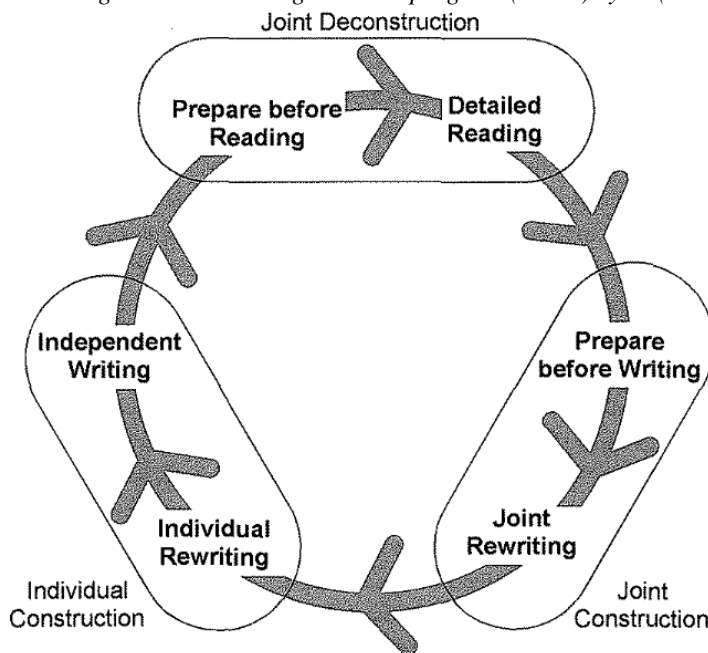 Joint Deconstruction
Prepare before
Reading
Detailed
Reading
Prepare
before Writing
Joint
Rewriting
Joint
Construction
Individual
Rewriting
Individual
Construction
Independent
Writing